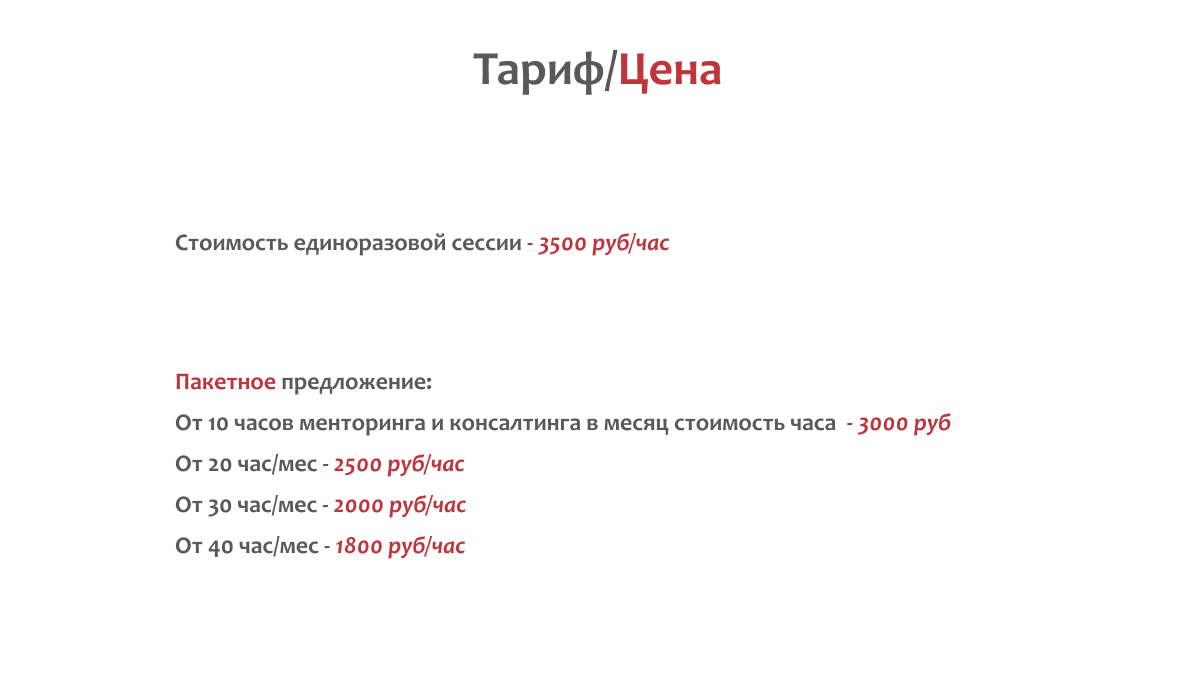 Тариф/Цена
Стоимость единоразовой сессии - 3500 руб/час
Пакетное предложение:
От 10 часов менторинга и консалтинга в месяц стоимость часа  - 3000 руб
От 20 час/мес - 2500 руб/час
От 30 час/мес - 2000 руб/час
От 40 час/мес - 1800 руб/час